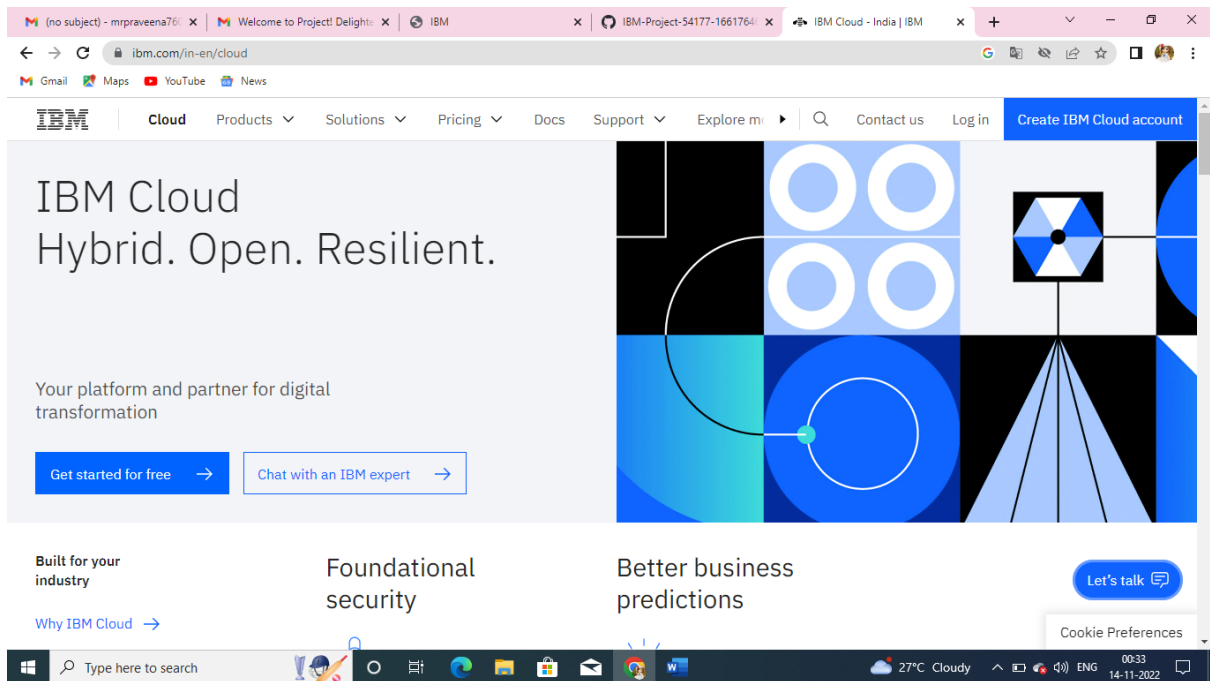 (no subject) - mrpraveena760
Welcome to Project! Delighte
IBM
IBM-Project-54177-1661764
IBM Cloud - India | IBM
ibm.com/in-en/cloud
Gmail Maps YouTube News
IBM Cloud Products Solutions Pricing Docs Support Explore mo Contact us Log in Create IBM Cloud account
IBM Cloud
Hybrid. Open. Resilient.
Your platform and partner for digital
transformation
Get started for free → Chat with an IBM expert →
Built for your
industry
Why IBM Cloud →
Foundational
security
Better business
predictions
Let's talk
Cookie Preferences
Type here to search
27°C Cloudy
ENG
00:33
14-11-2022